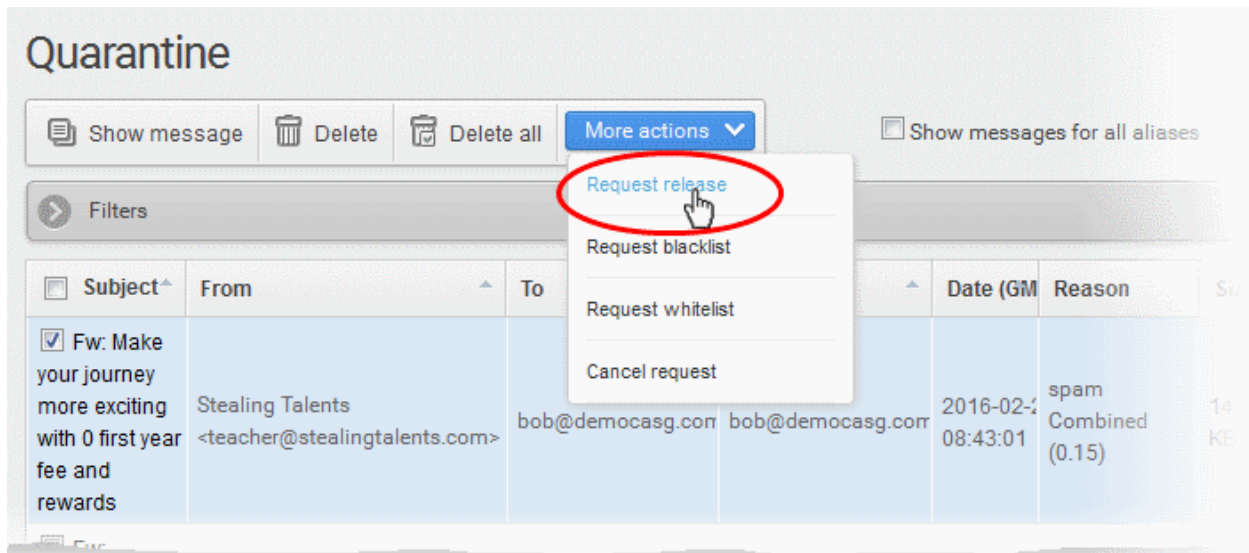 Quarantine
Show message Delete Delete all More actions Show messages for all aliases
Request release
Filters
Request blacklist
Request whitelist
Cancel request
Subject From To Date (GM Reason
Fw: Make
your journey
more exciting
with 0 first year
fee and
rewards
Stealing Talents
<teacher@stealingtalents.com>
bob@democasg.com bob@democasg.com
2016-02-2
08:43:01
spam
Combined
(0.15)
14
KB
Fw: